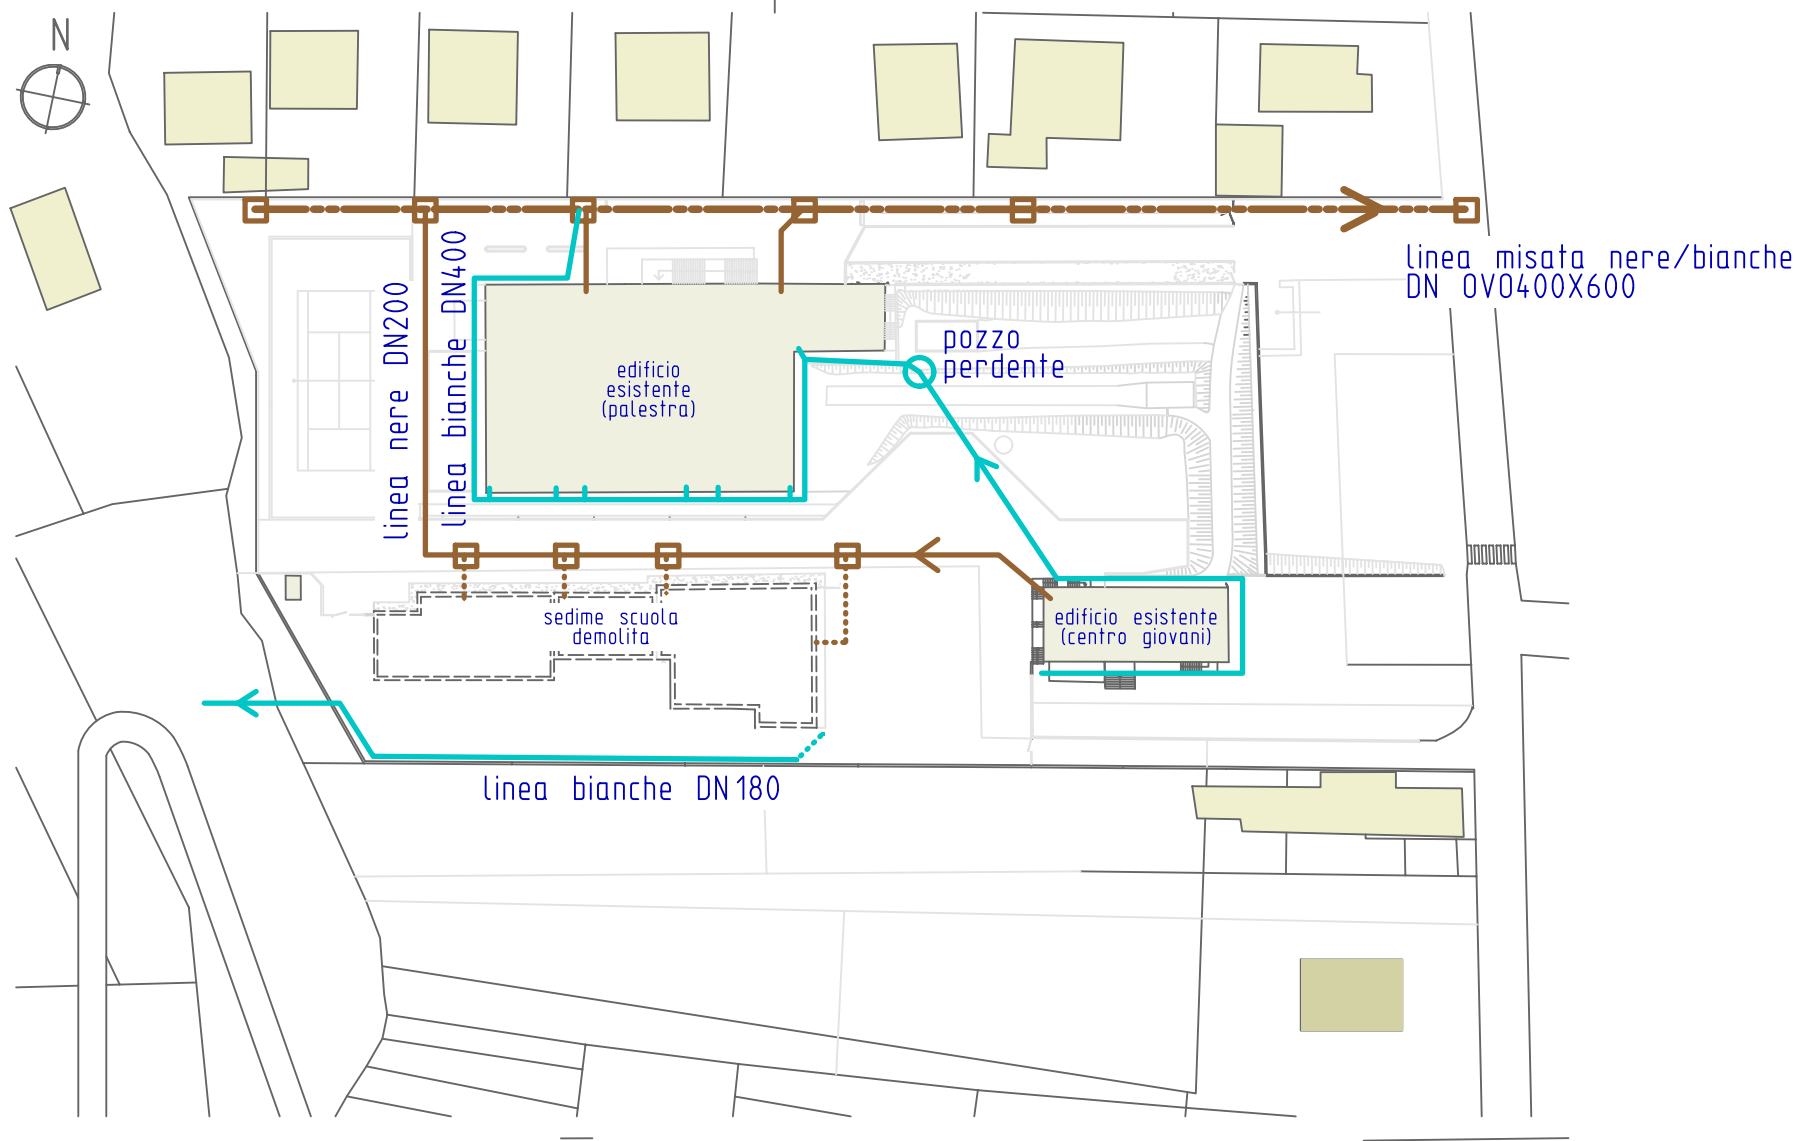 N
linea misata nere/bianche
DN OVO400X600
linea nere DN200
linea bianche DN400
pozzo
perdente
edificio
esistente
(palestra)
sedime scuola
demolita
edificio esistente
(centro giovani)
linea bianche DN180